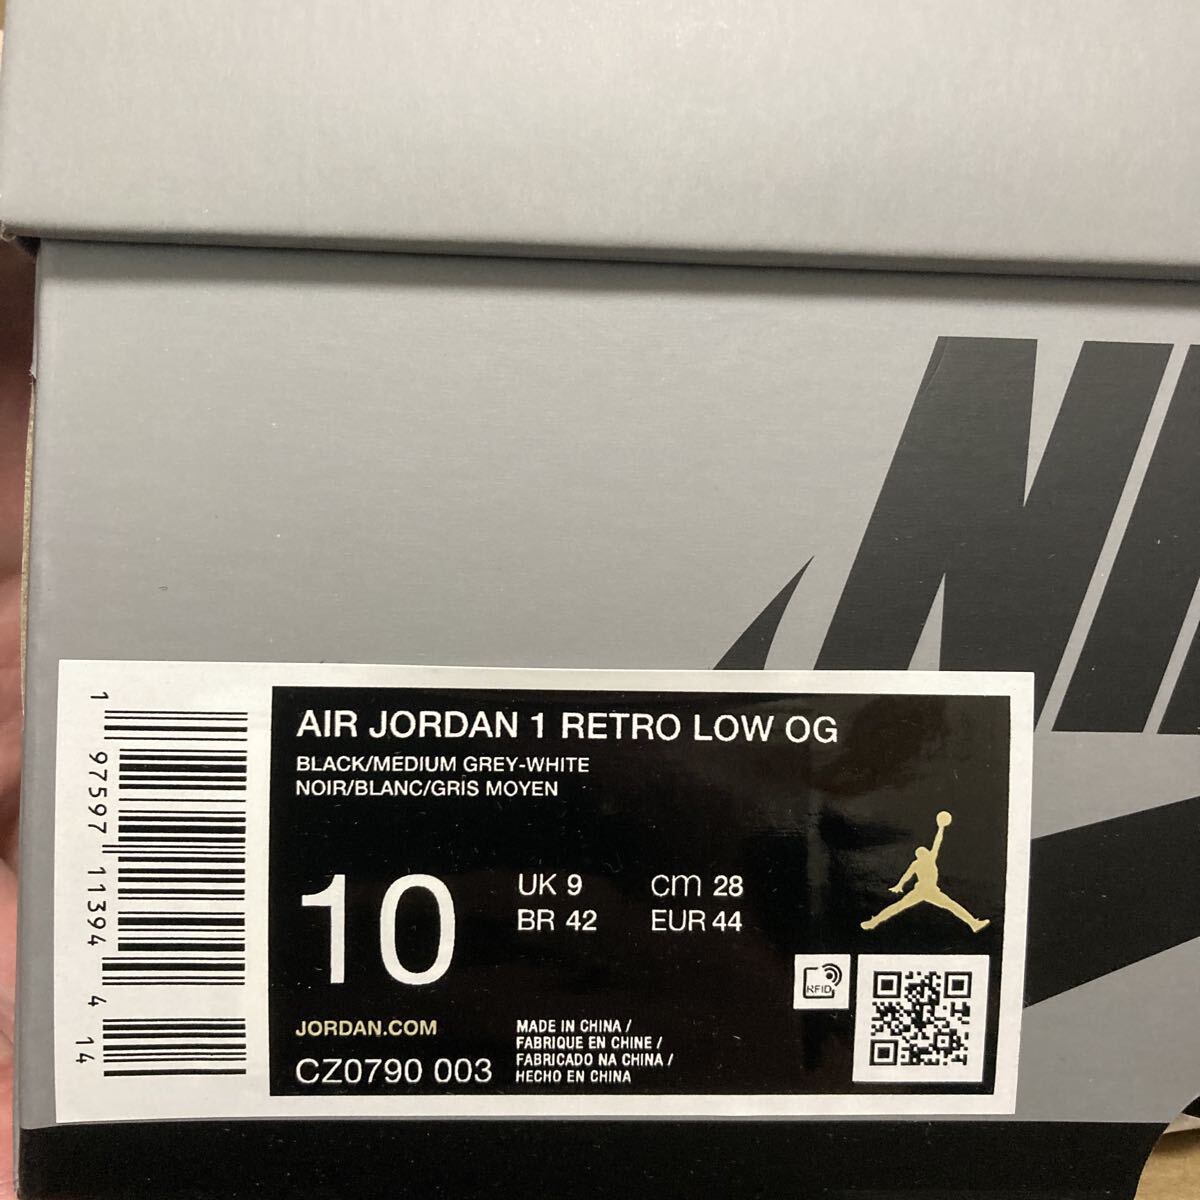 AIR JORDAN 1 RETRO LOW OG
BLACK/MEDIUM GREY-WHITE
NOIR/BLANC/GRIS MOYEN
10
UK 9
cm 28
BR 42
EUR 44
RFID
JORDAN.COM
CZ0790 003
MADE IN CHINA /
FABRIQUE EN CHINE /
FABRICADO NA CHINA /
HECHO EN CHINA
1 97597 11394 4 14